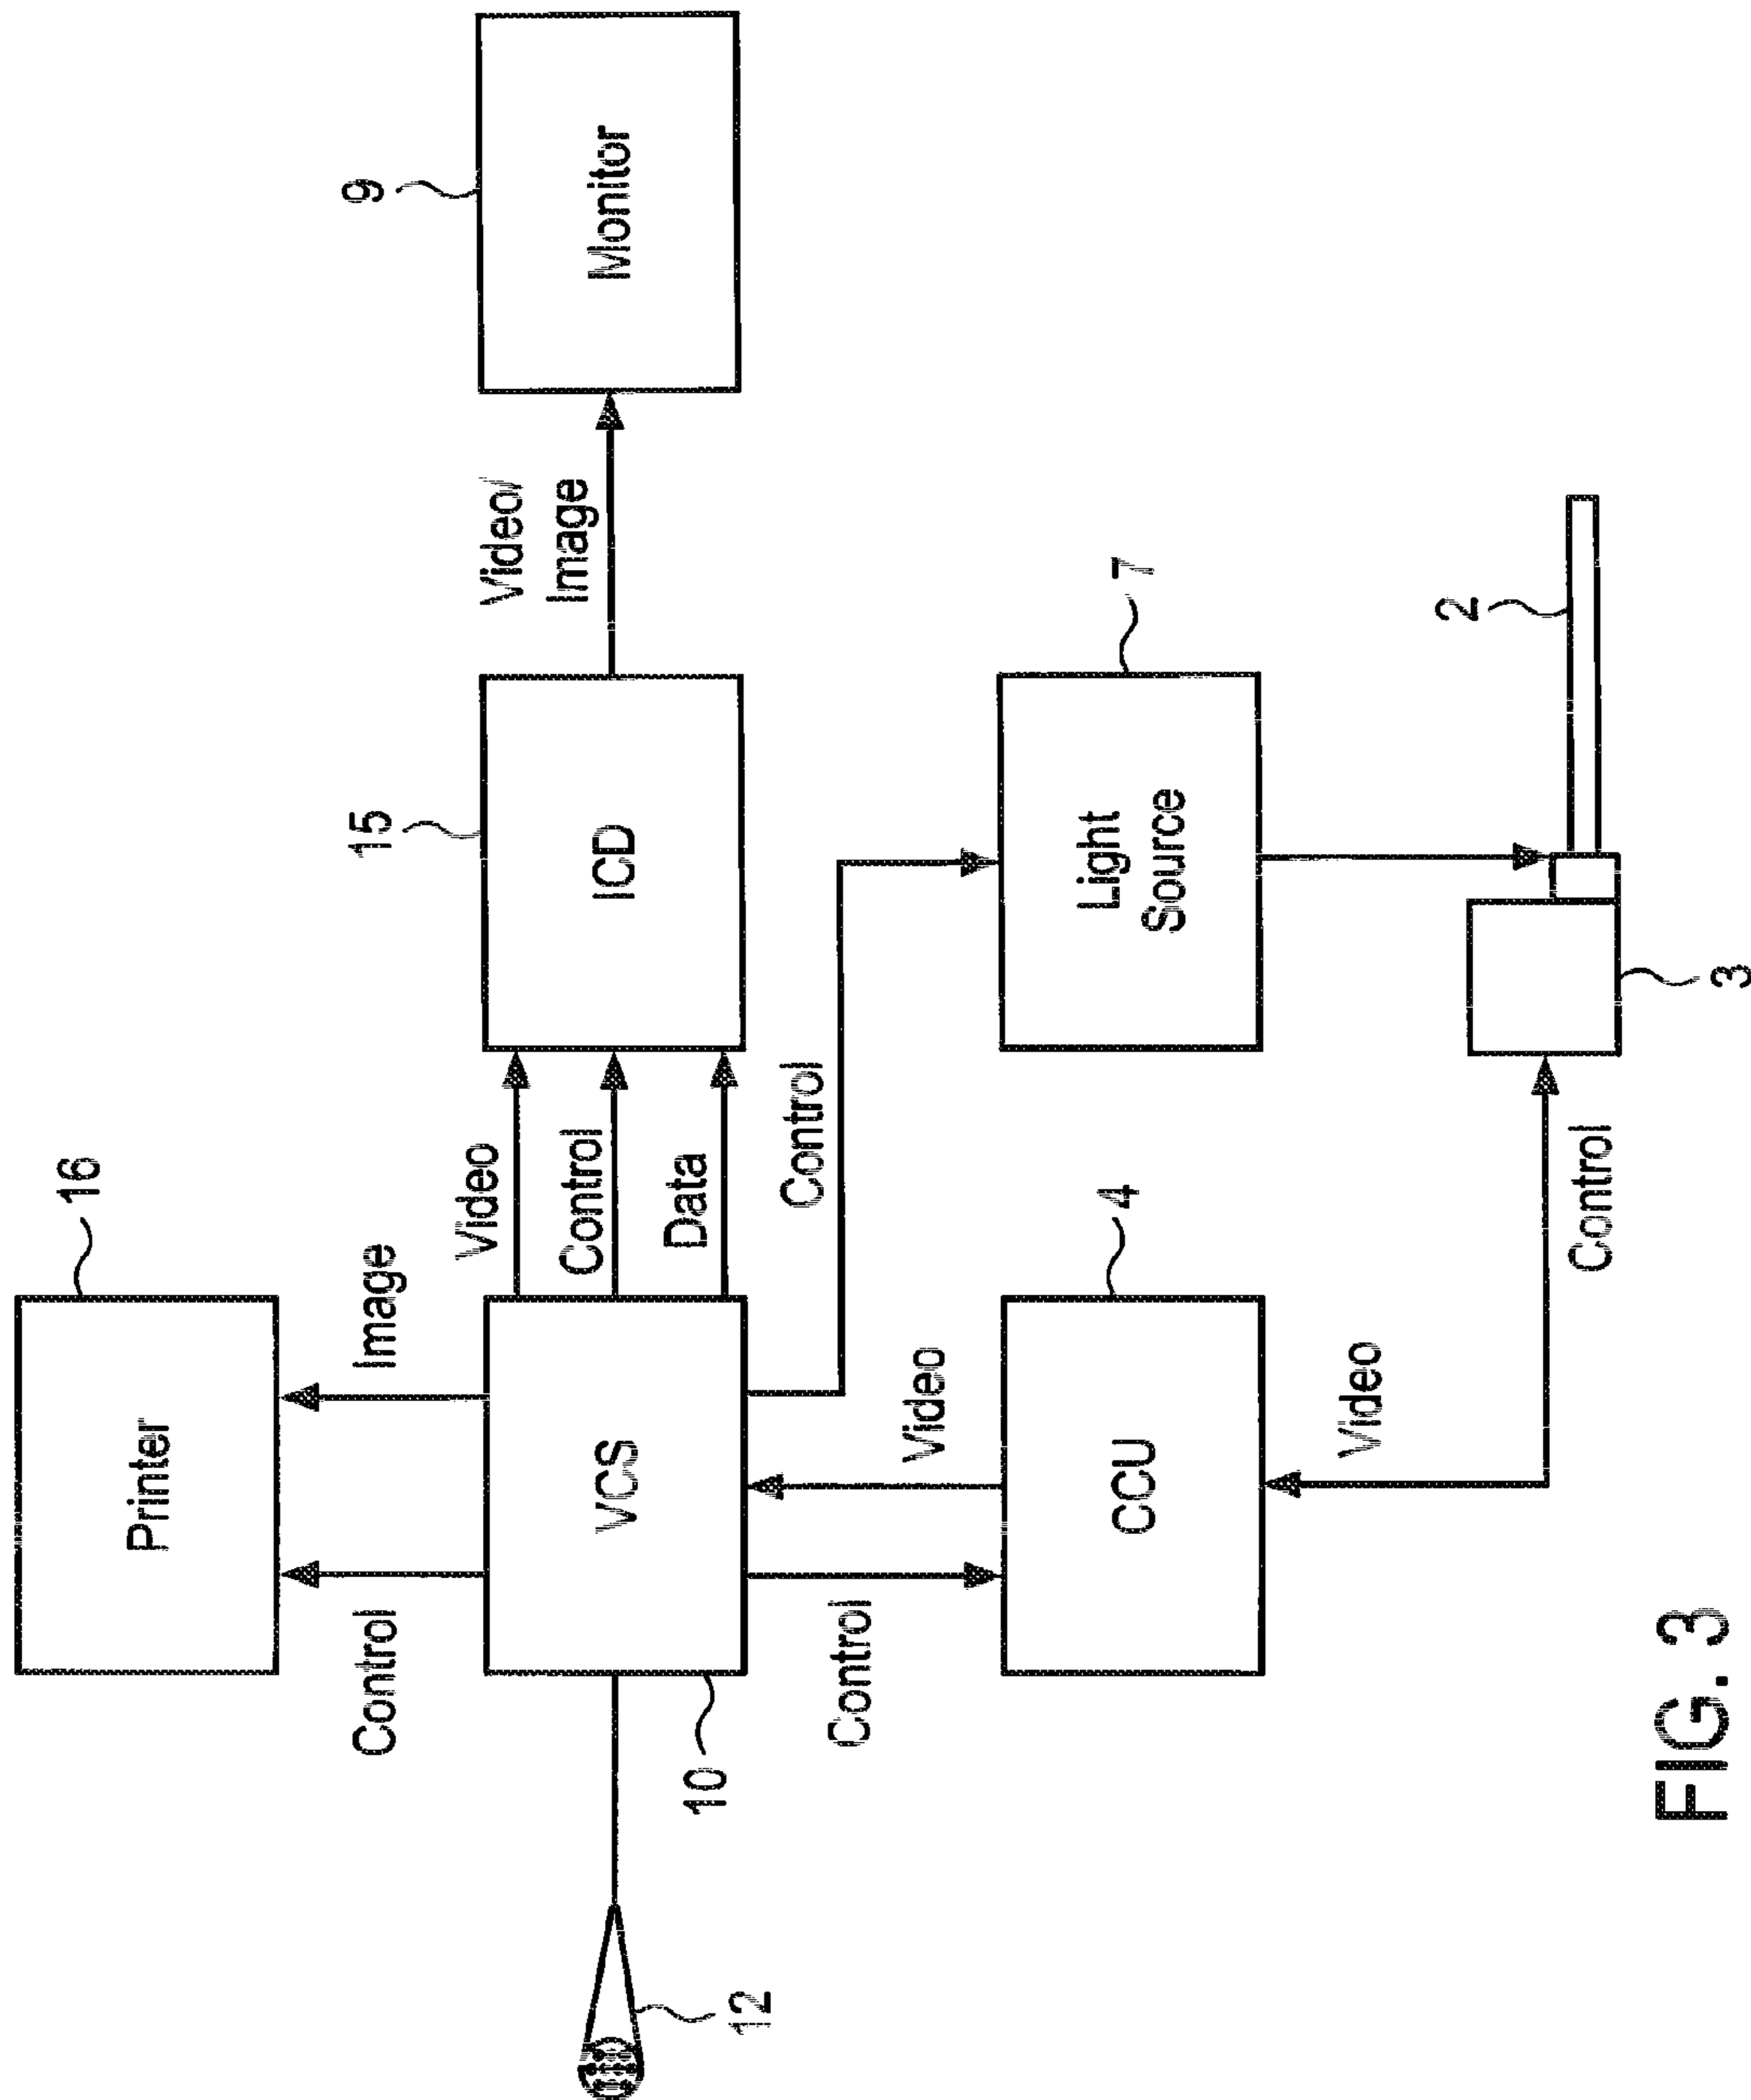 16
Printer
Control
Image
12
10
VCS
Video
Control
Data
15
ICD
Video/
Image
9
Monitor
Control
Video
Control
4
CCU
7
Light
Source
Video
Control
3
2
FIG. 3